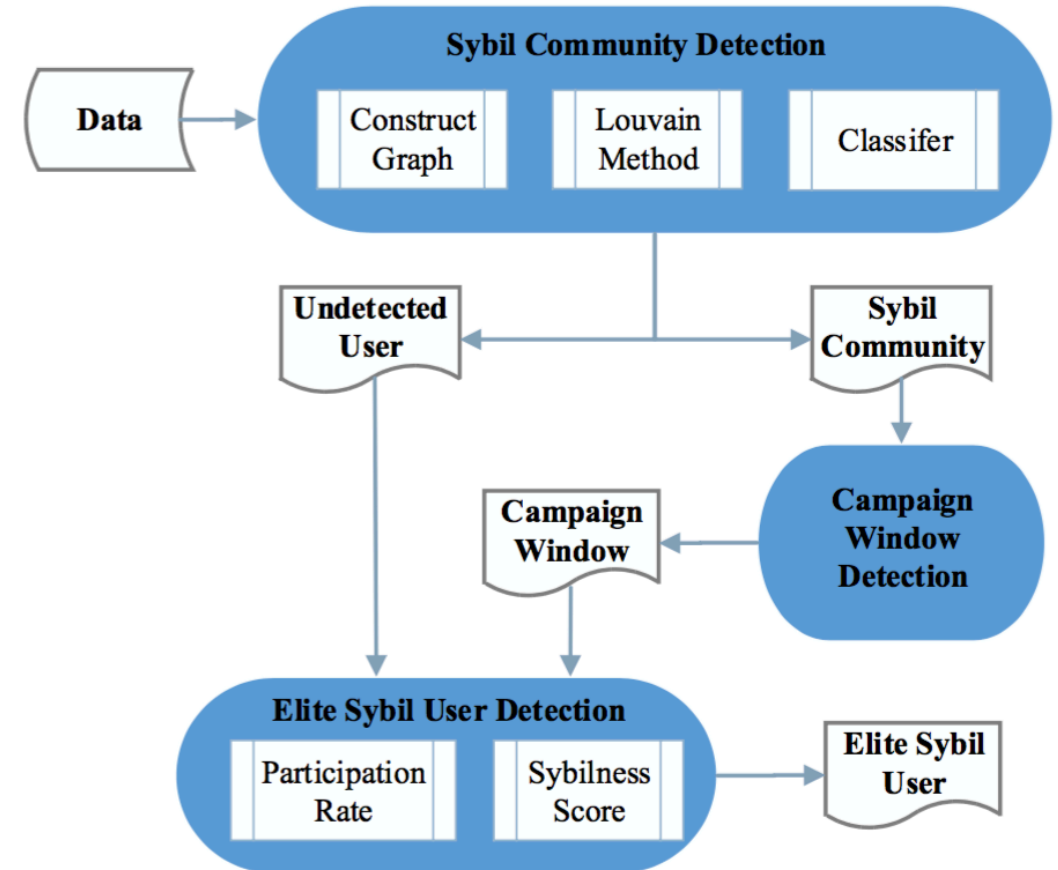 Sybil Community Detection
Data
Construct
Graph
Louvain
Method
Classifer
Undetected
User
Sybil
Community
Campaign
Window
Campaign
Window
Detection
Elite Sybil User Detection
Participation
Rate
Sybilness
Score
Elite Sybil
User